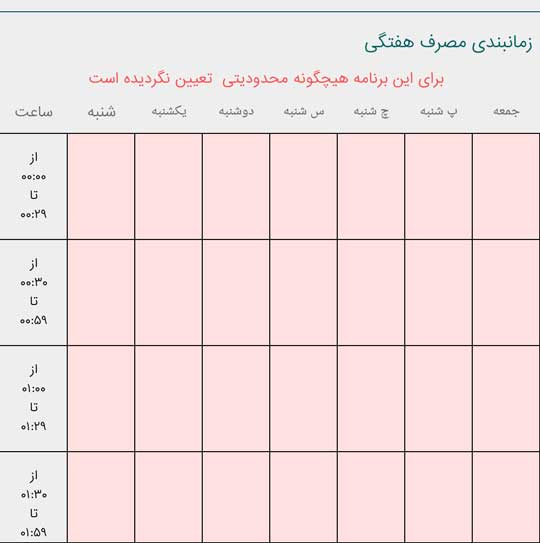 زمانبندی مصرف هفتگی
برای این برنامه هیچگونه محدودیتی تعیین نگردیده است
ساعت شنبه یکشنبه دوشنبه س شنبه چ شنبه پ شنبه جمعه
از
۰۰:۰۰
تا
۰۰:۲۹
از
۰۰:۳۰
تا
۰۰:۵۹
از
۰۱:۰۰
تا
۰۱:۲۹
از
۰۱:۳۰
تا
۰۱:۵۹